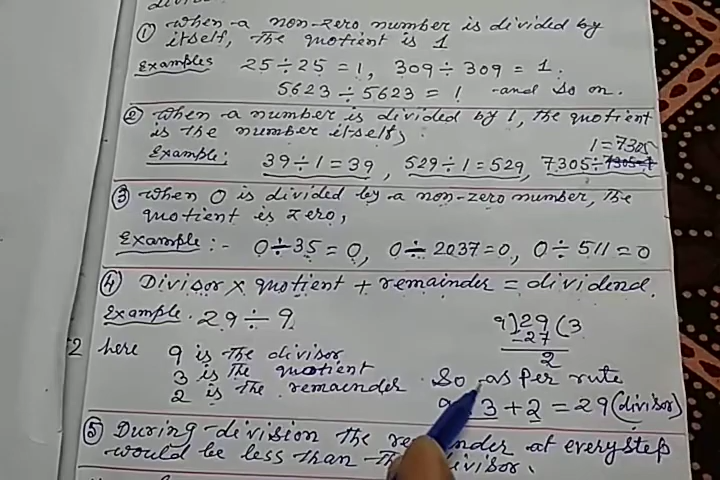 ① When a non-zero number is divided by
itself, the quotient is 1
Examples 25÷25 = 1, 309÷309 = 1.
5623÷5623 = 1 and so on.
② When a number is divided by 1, the quotient
is the number itself,
1=7305
Example; 39÷1=39, 529÷1=529, 7305÷
③ When 0 is divided by a non-zero number, the
quotient is zero,
Example:- 0÷35=0, 0÷2037=0, 0÷511=0
④ Divisor × quotient + remainder = dividend.
Example. 29÷9
9)29(3
-27
2
2 here 9 is the divisor
3 is the quotient
2 is the remainder. So as per rule
3+2=29(divisor)
⑤ During division the at every step
would be less than